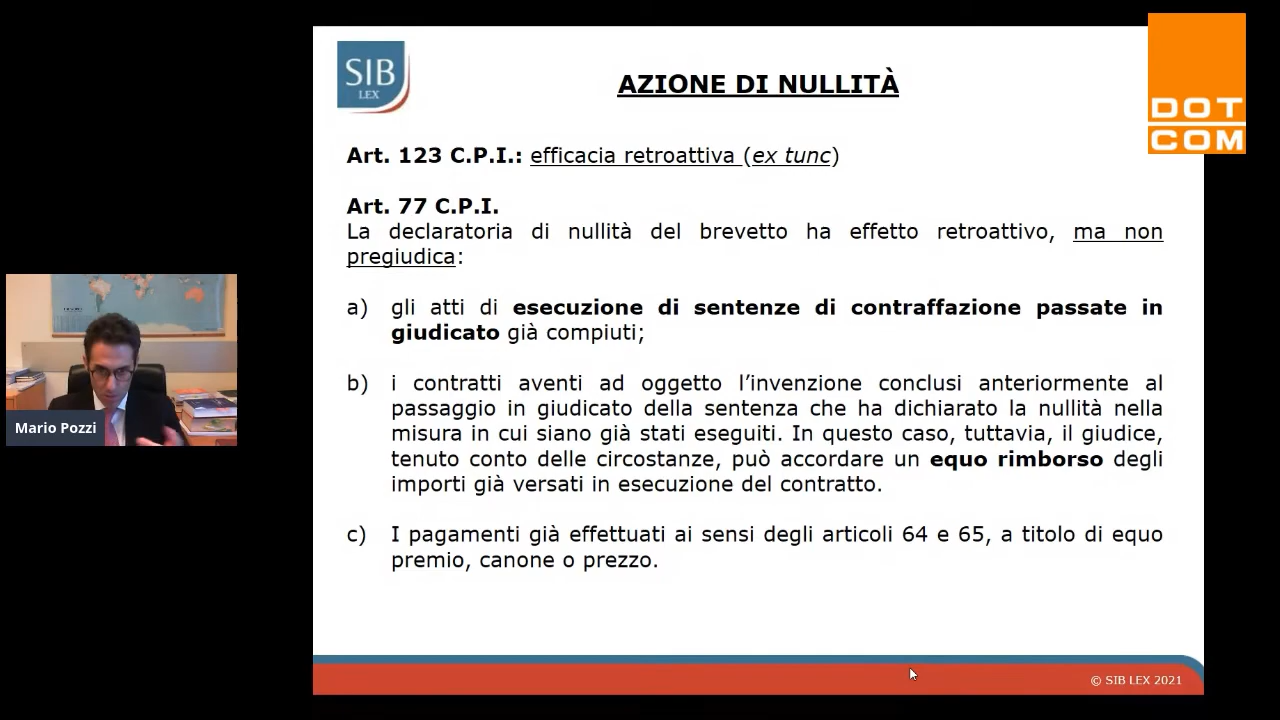 SIB
LEX
AZIONE DI NULLITÀ
DOT
COM
Art. 123 C.P.I.: efficacia retroattiva (ex tunc)
Art. 77 C.P.I.
La declaratoria di nullità del brevetto ha effetto retroattivo, ma non
pregiudica:
a) gli atti di esecuzione di sentenze di contraffazione passate in
giudicato già compiuti;
b) i contratti aventi ad oggetto l’invenzione conclusi anteriormente al
passaggio in giudicato della sentenza che ha dichiarato la nullità nella
misura in cui siano già stati eseguiti. In questo caso, tuttavia, il giudice,
tenuto conto delle circostanze, può accordare un equo rimborso degli
importi già versati in esecuzione del contratto.
c) I pagamenti già effettuati ai sensi degli articoli 64 e 65, a titolo di equo
premio, canone o prezzo.
Mario Pozzi
© SIB LEX 2021